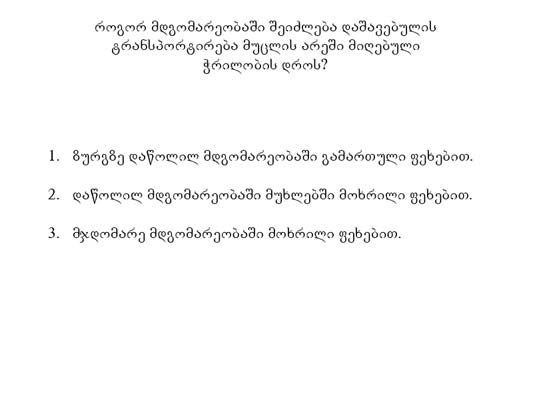 როგორ მდგომარეობაში შეიძლება დაშავებულის
ტრანსპორტირება მუცლის არეში მიღებული
ჭრილობის დროს?
1. ზურგზე დაწოლილ მდგომარეობაში გამართული ფეხებით.
2. დაწოლილ მდგომარეობაში მუხლებში მოხრილი ფეხებით.
3. მჯდომარე მდგომარეობაში მოხრილი ფეხებით.